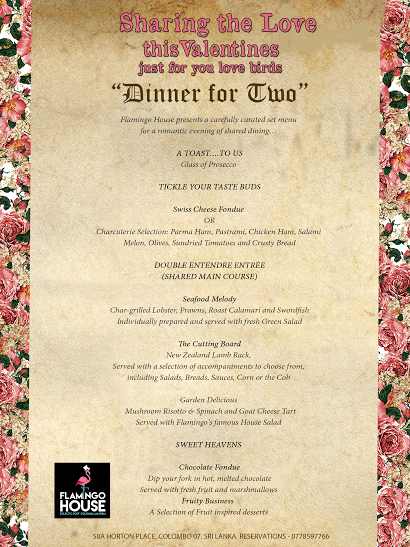 Sharing the Love
this Valentines
just for you love birds
“Dinner for Two”
Flamingo House presents a carefully curated set menu
for a romantic evening of shared dining. .
A TOAST….TO US
Glass of Prosecco
TICKLE YOUR TASTE BUDS
Swiss Cheese Fondue
OR
Charcuterie Selection: Parma Ham, Pastrami, Chicken Ham, Salami
Melon, Olives, Sundried Tomatoes and Crusty Bread
DOUBLE ENTENDRE ENTRÉE
(SHARED MAIN COURSE)
Seafood Melody
Char-grilled Lobster, Prawns, Roast Calamari and Swordfish
Individually prepared and served with fresh Green Salad
The Cutting Board
New Zealand Lamb Rack,
Served with a selection of accompaniments to choose from,
including Salads, Breads, Sauces, Corn or the Cob
Garden Delicious
Mushroom Risotto & Spinach and Goat Cheese Tart
Served with Flamingo's famous House Salad
SWEET HEAVENS
Chocolate Fondue
Dip your fork in hot, melted chocolate
Served with fresh fruit and marshmallows
Fruity Business
A Selection of Fruit inspired desserts
FLAMINGO
HOUSE
58A HORTON PLACE, COLOMBO 07. SRI LANKA. RESERVATIONS - 0778597766